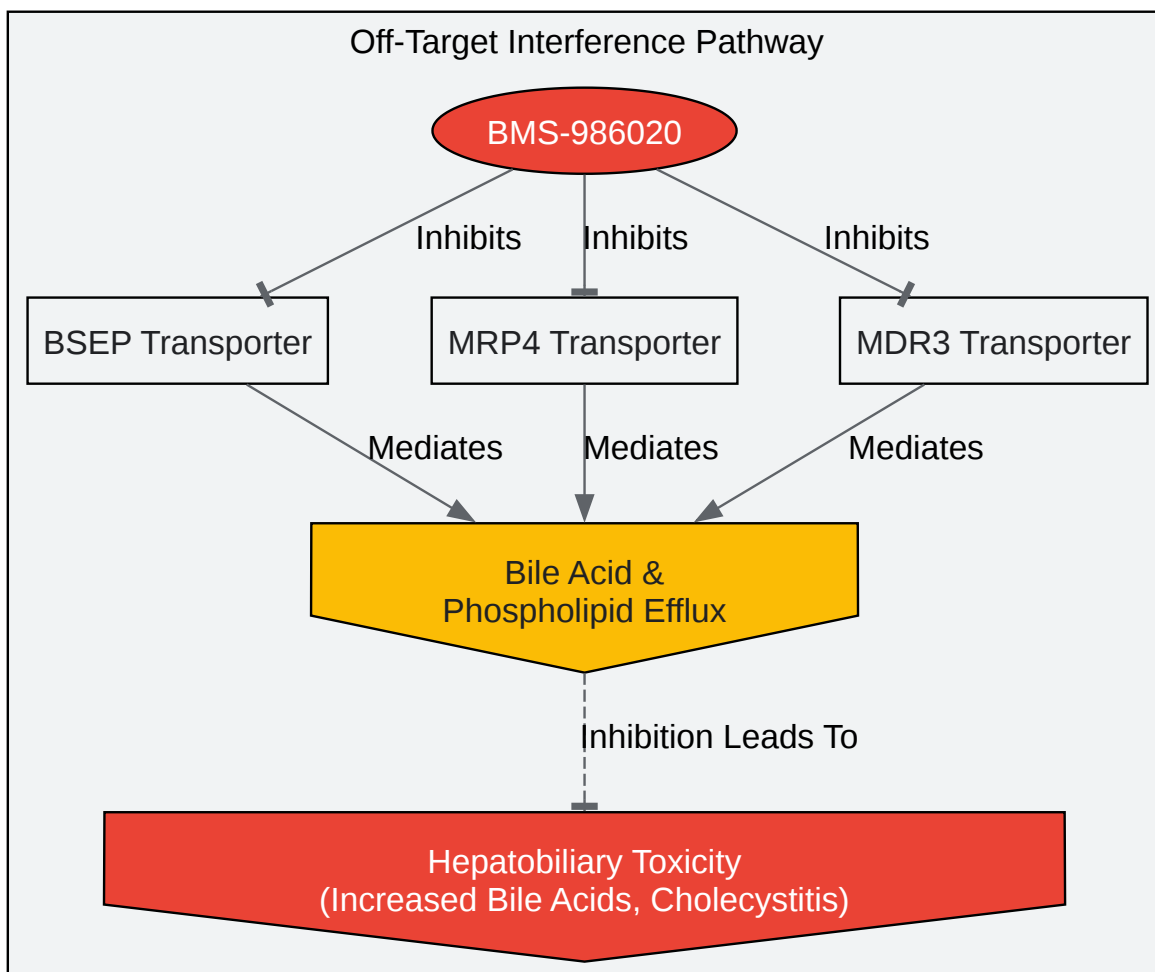 Off-Target Interference Pathway
BMS-986020
Inhibits
Inhibits
Inhibits
BSEP Transporter
MRP4 Transporter
MDR3 Transporter
Mediates
Mediates
Mediates
Bile Acid &
Phospholipid Efflux
Inhibition Leads To
Hepatobiliary Toxicity
(Increased Bile Acids, Cholecystitis)